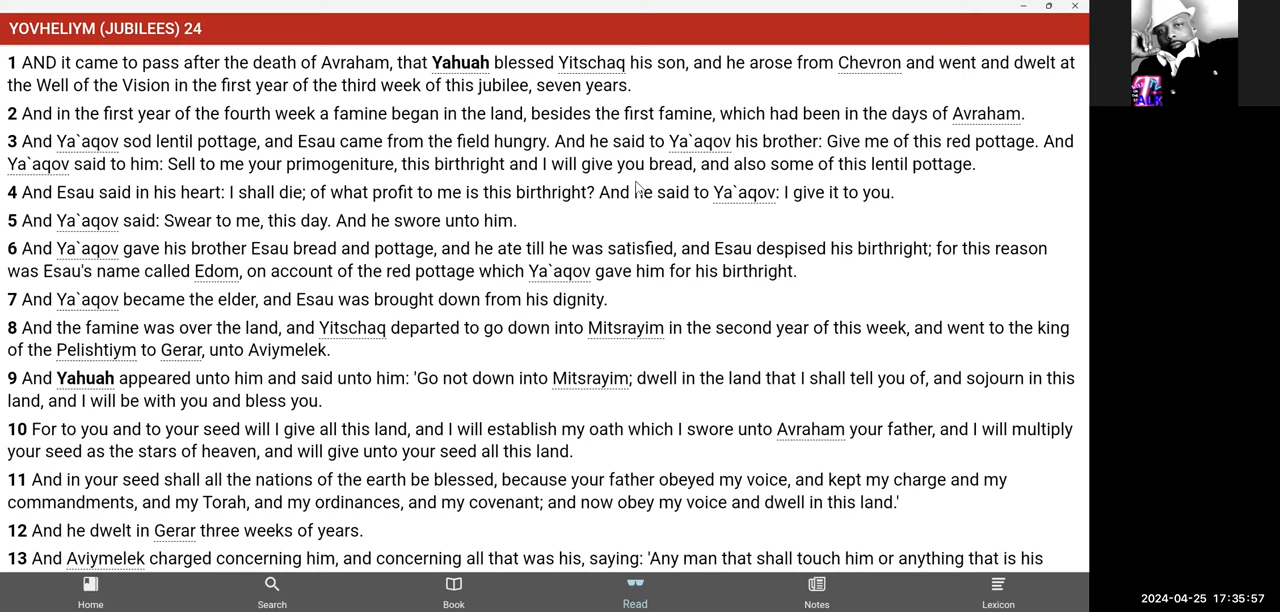 YOVHELIYM (JUBILEES) 24
1 AND it came to pass after the death of Avraham, that Yahuah blessed Yitschaq his son, and he arose from Chevron and went and dwelt at
the Well of the Vision in the first year of the third week of this jubilee, seven years.
2 And in the first year of the fourth week a famine began in the land, besides the first famine, which had been in the days of Avraham.
3 And Ya`aqov sod lentil pottage, and Esau came from the field hungry. And he said to Ya`aqov his brother: Give me of this red pottage. And
Ya`aqov said to him: Sell to me your primogeniture, this birthright and I will give you bread, and also some of this lentil pottage.
4 And Esau said in his heart: I shall die; of what profit to me is this birthright? And he said to Ya`aqov: I give it to you.
5 And Ya`aqov said: Swear to me, this day. And he swore unto him.
6 And Ya`aqov gave his brother Esau bread and pottage, and he ate till he was satisfied, and Esau despised his birthright; for this reason
was Esau's name called Edom, on account of the red pottage which Ya`aqov gave him for his birthright.
7 And Ya`aqov became the elder, and Esau was brought down from his dignity.
8 And the famine was over the land, and Yitschaq departed to go down into Mitsrayim in the second year of this week, and went to the king
of the Pelishtiym to Gerar, unto Aviymelek.
9 And Yahuah appeared unto him and said unto him: 'Go not down into Mitsrayim; dwell in the land that I shall tell you of, and sojourn in this
land, and I will be with you and bless you.
10 For to you and to your seed will I give all this land, and I will establish my oath which I swore unto Avraham your father, and I will multiply
your seed as the stars of heaven, and will give unto your seed all this land.
11 And in your seed shall all the nations of the earth be blessed, because your father obeyed my voice, and kept my charge and my
commandments, and my Torah, and my ordinances, and my covenant; and now obey my voice and dwell in this land.'
12 And he dwelt in Gerar three weeks of years.
13 And Aviymelek charged concerning him, and concerning all that was his, saying: 'Any man that shall touch him or anything that is his
Home
Search
Book
Read
Notes
Lexicon
2024-04-25 17:35:57